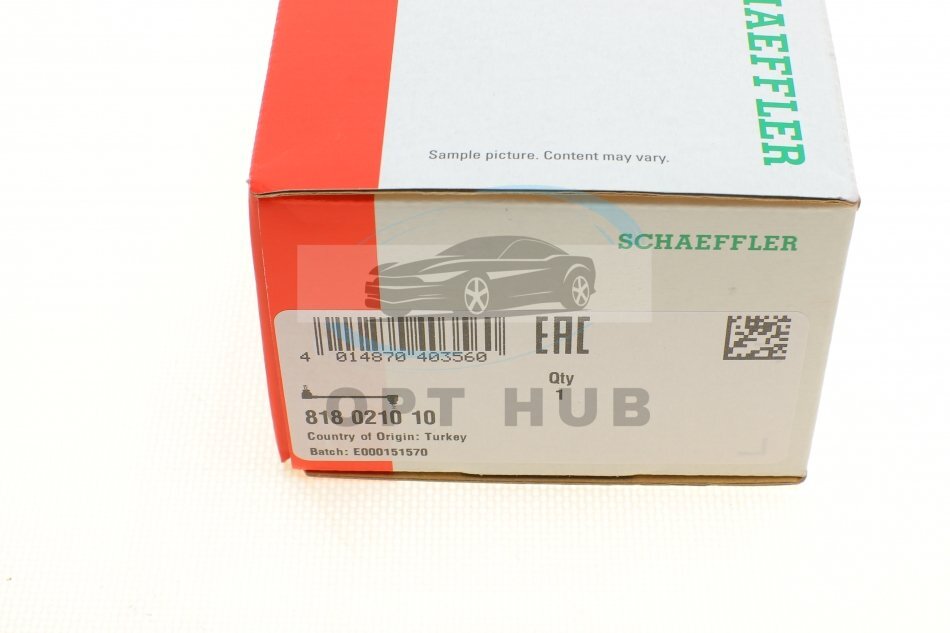 HAEFFLER
Sample picture. Content may vary.
SCHAEFFLER
4 014870 403560
EAC
Qty
1
OPT HUB
818 0210 10
Country of Origin: Turkey
Batch: E000151570